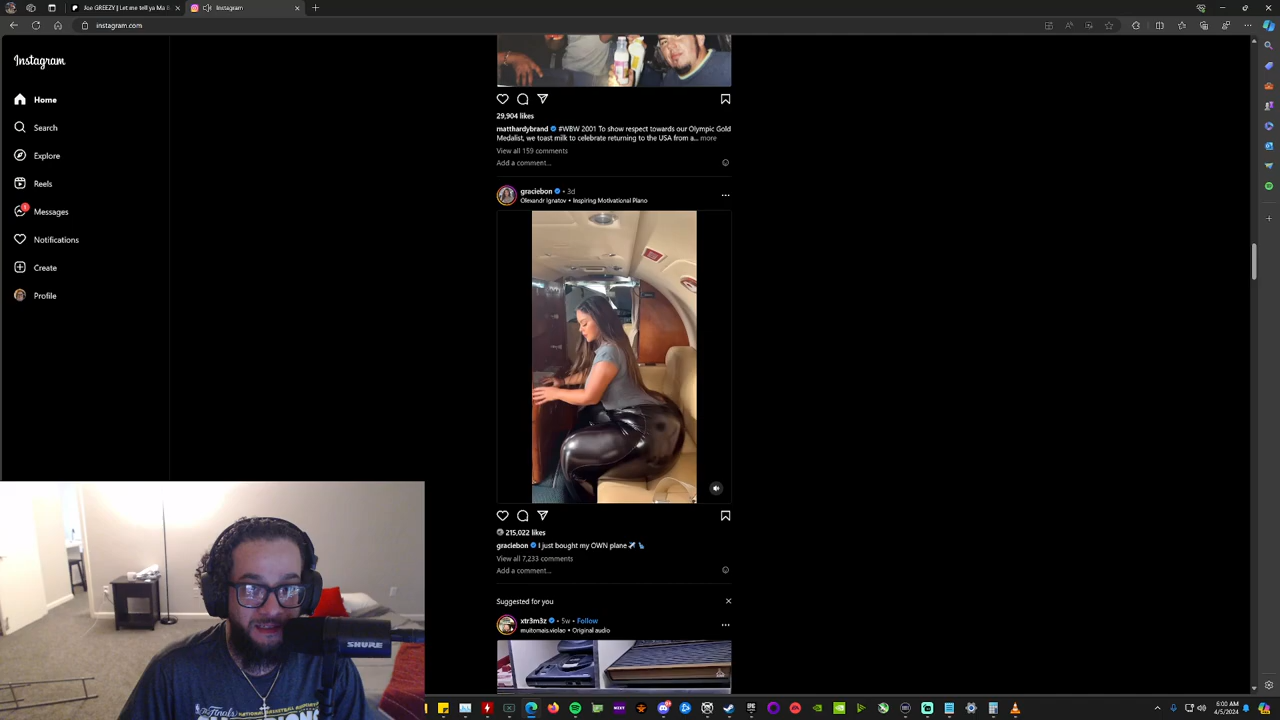 Joe GREEZY | Let me tell ya Ma B
Instagram
instagram.com
Instagram
Home
Search
Explore
Reels
Messages
Notifications
Create
Profile
29,904 likes
matthardybrand #WBW 2001 To show respect towards our Olympic Gold
Medalist, we toast milk to celebrate returning to the USA from a... more
View all 159 comments
Add a comment...
graciebon • 3d
Olexandr Ignatov • Inspiring Motivational Piano
215,022 likes
graciebon I just bought my OWN plane
View all 7,233 comments
Add a comment...
Suggested for you
xtr3m3z • 5w • Follow
muitomais.violao • Original audio
SHURE
Finals
6:00 AM
4/5/2024